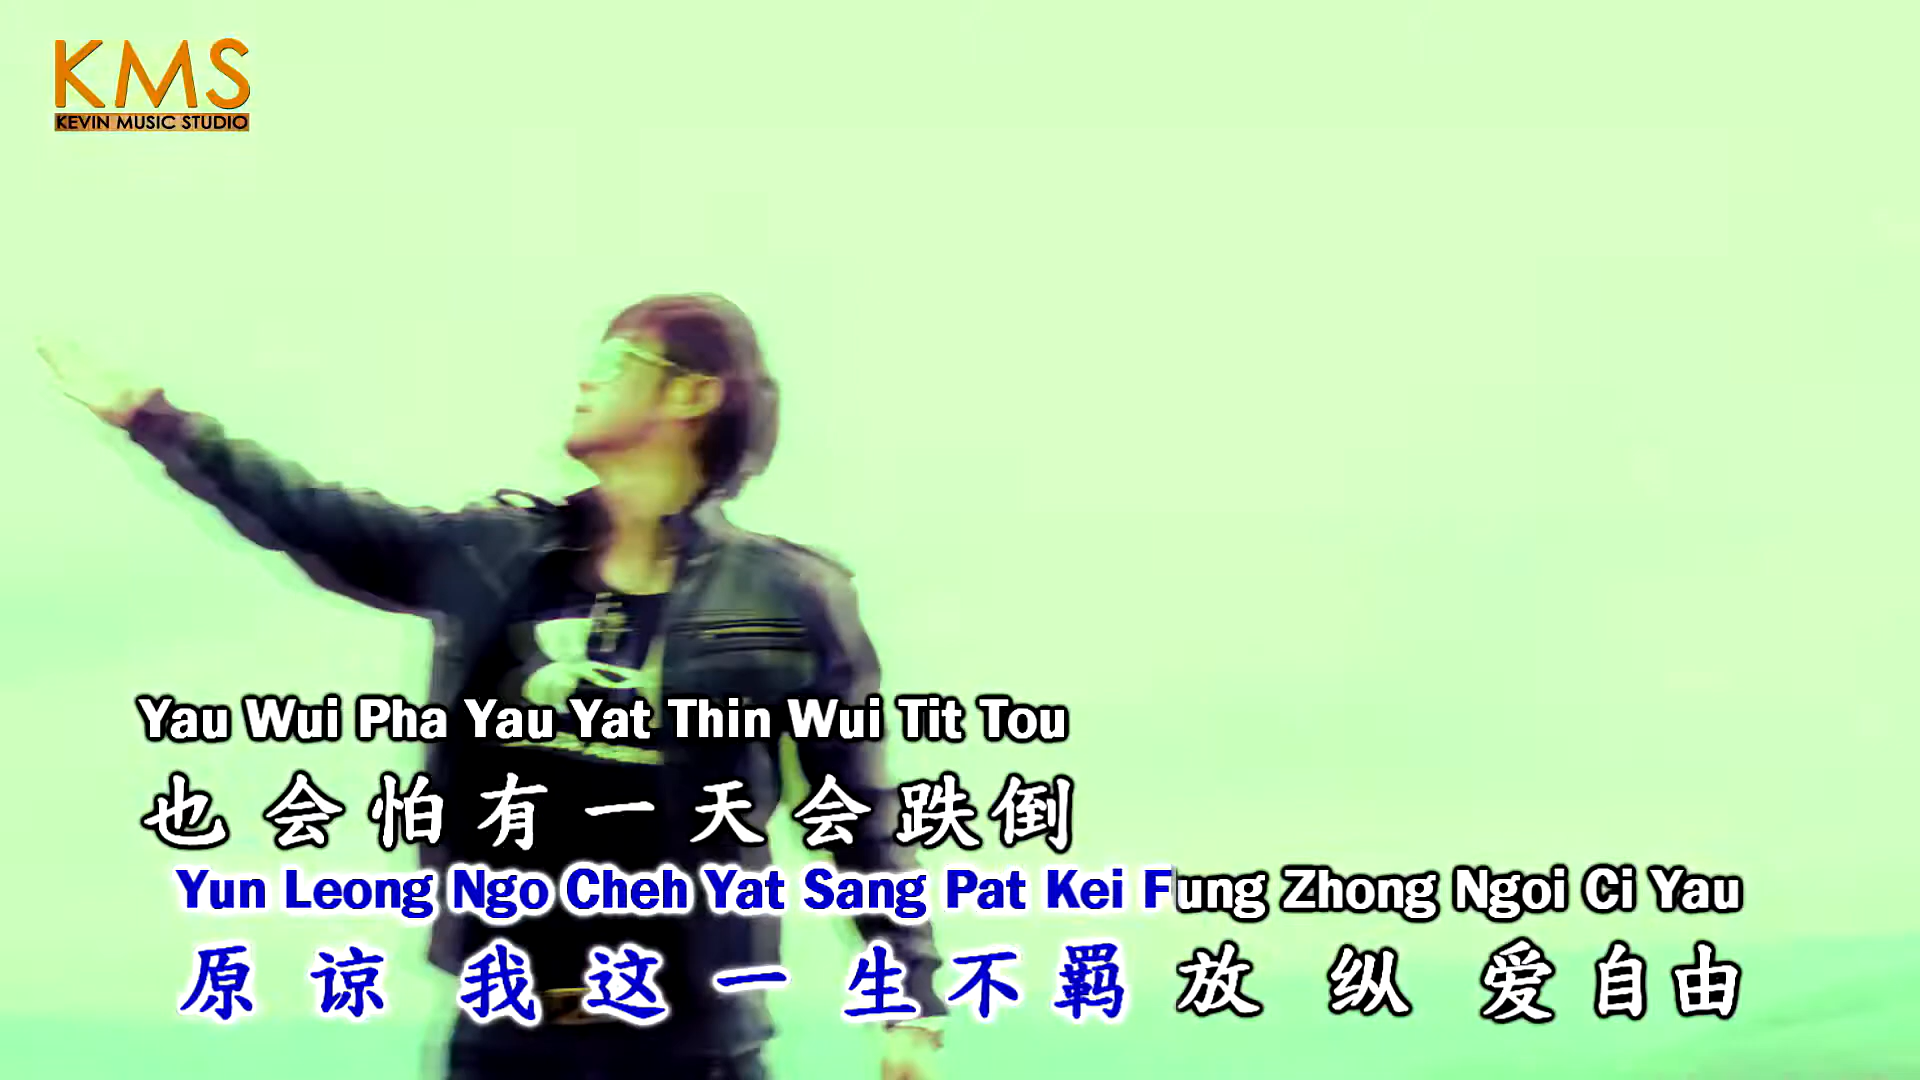 KMS
KEVIN MUSIC STUDIO
Yau Wui Pha Yau Yat Thin Wui Tit Tou
也会怕有一天会跌倒
Yun Leong Ngo Cheh Yat Sang Pat Kei Fung Zhong Ngoi Ci Yau
原谅我这一生不羁放纵爱自由